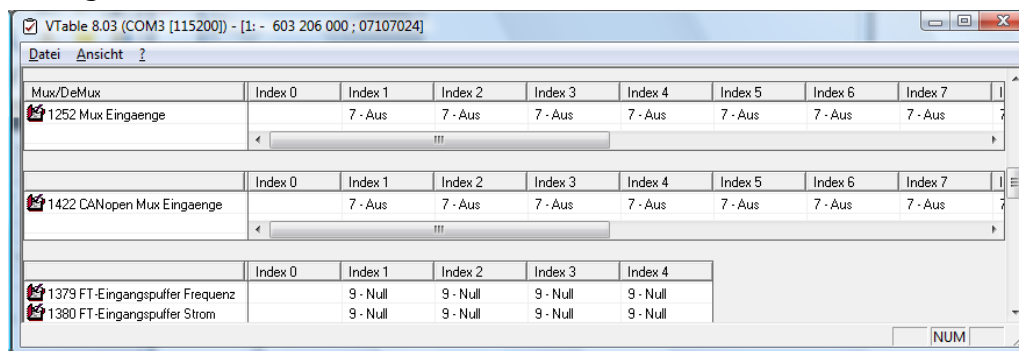 VTable 8.03 (COM3 [115200]) - [1: - 603 206 000 ; 07107024]
Datei Ansicht ?
Mux/DeMux Index 0 Index 1 Index 2 Index 3 Index 4 Index 5 Index 6 Index 7 I
1252 Mux Eingaenge 7 - Aus 7 - Aus 7 - Aus 7 - Aus 7 - Aus 7 - Aus 7 - Aus 7
Index 0 Index 1 Index 2 Index 3 Index 4 Index 5 Index 6 Index 7 I
1422 CANopen Mux Eingaenge 7 - Aus 7 - Aus 7 - Aus 7 - Aus 7 - Aus 7 - Aus 7 - Aus 7
Index 0 Index 1 Index 2 Index 3 Index 4
1379 FT-Eingangspuffer Frequenz 9 - Null 9 - Null 9 - Null 9 - Null
1380 FT-Eingangspuffer Strom 9 - Null 9 - Null 9 - Null 9 - Null
NUM